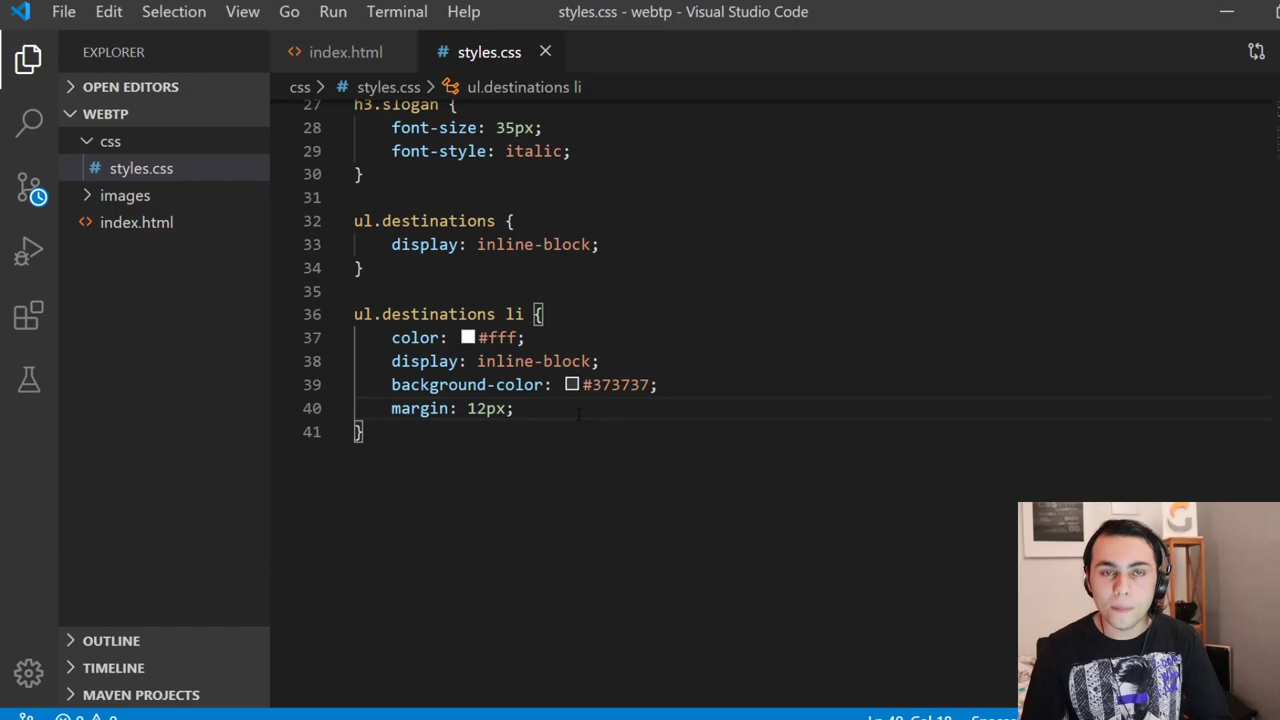 File Edit Selection View Go Run Terminal Help styles.css - webtp - Visual Studio Code
EXPLORER
OPEN EDITORS
WEBTP
css
styles.css
images
index.html
OUTLINE
TIMELINE
MAVEN PROJECTS
<> index.html # styles.css
css > # styles.css > ul.destinations li
27 h3.slogan {
28 font-size: 35px;
29 font-style: italic;
30 }
31
32 ul.destinations {
33 display: inline-block;
34 }
35
36 ul.destinations li {
37 color: #fff;
38 display: inline-block;
39 background-color: #373737;
40 margin: 12px;
41 }